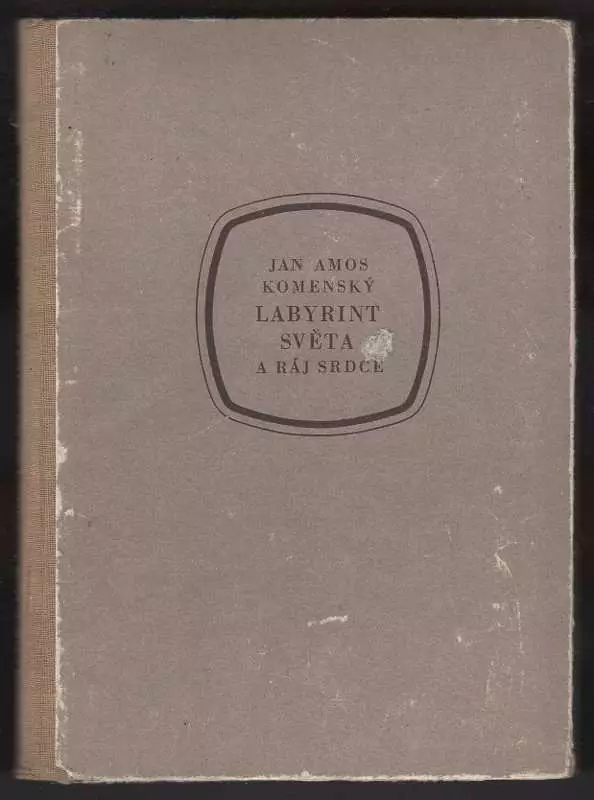 JAN AMOS
KOMENSKÝ
LABYRINT
SVĚTA
A RÁJ SRDCE